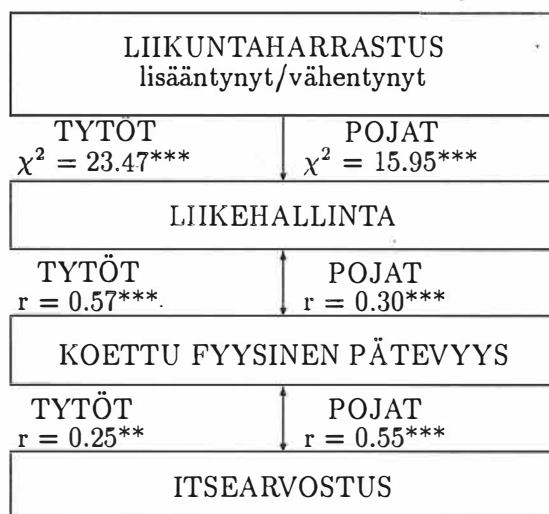 LIIKUNTAHARRASTUS
lisääntynyt/vähentynyt
TYTÖT POJAT
χ² = 23.47*** χ² = 15.95***
LIIKEHALLINTA
TYTÖT POJAT
r = 0.57*** r = 0.30***
KOETTU FYYSINEN PÄTEVYYS
TYTÖT POJAT
r = 0.25** r = 0.55***
ITSEARVOSTUS